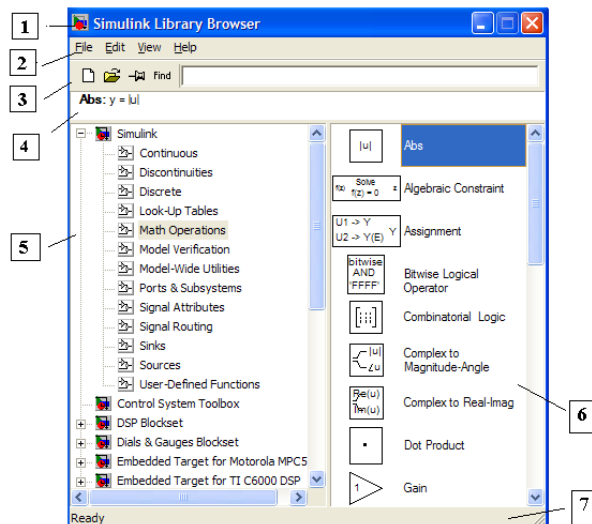 1
Simulink Library Browser
2
File Edit View Help
3
Find
4
Abs: y = |u|
5
Simulink
Continuous
Discontinuities
Discrete
Look-Up Tables
Math Operations
Model Verification
Model-Wide Utilities
Ports & Subsystems
Signal Attributes
Signal Routing
Sinks
Sources
User-Defined Functions
Control System Toolbox
DSP Blockset
Dials & Gauges Blockset
Embedded Target for Motorola MPC5
Embedded Target for TI C6000 DSP
|u| Abs
f(z) Solve f(z) = 0 z Algebraic Constraint
U1 -> Y
U2 -> Y(E) Y Assignment
bitwise
AND
'FFFF'
Bitwise Logical
Operator
Combinatorial Logic
|u|
∠u
Complex to
Magnitude-Angle
Re(u)
Im(u)
Complex to Real-Imag
Dot Product
1 Gain
6
Ready
7